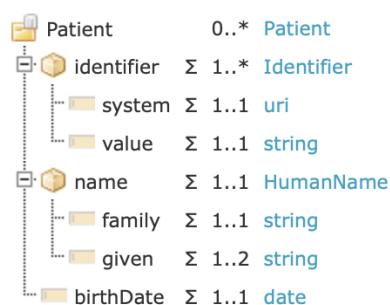 Patient 0..* Patient
identifier Σ 1..* Identifier
system Σ 1..1 uri
value Σ 1..1 string
name Σ 1..1 HumanName
family Σ 1..1 string
given Σ 1..2 string
birthDate Σ 1..1 date